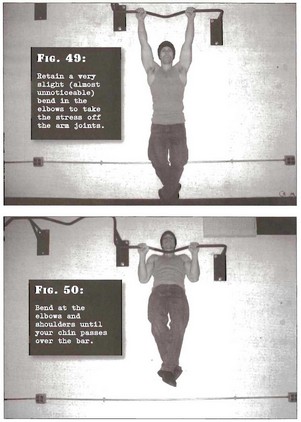 Fig. 49:
Retain a very
slight (almost
unnoticeable)
bend in the
elbows to take
the stress off
the arm joints.
Fig. 50:
Bend at the
elbows and
shoulders until
your chin passes
over the bar.